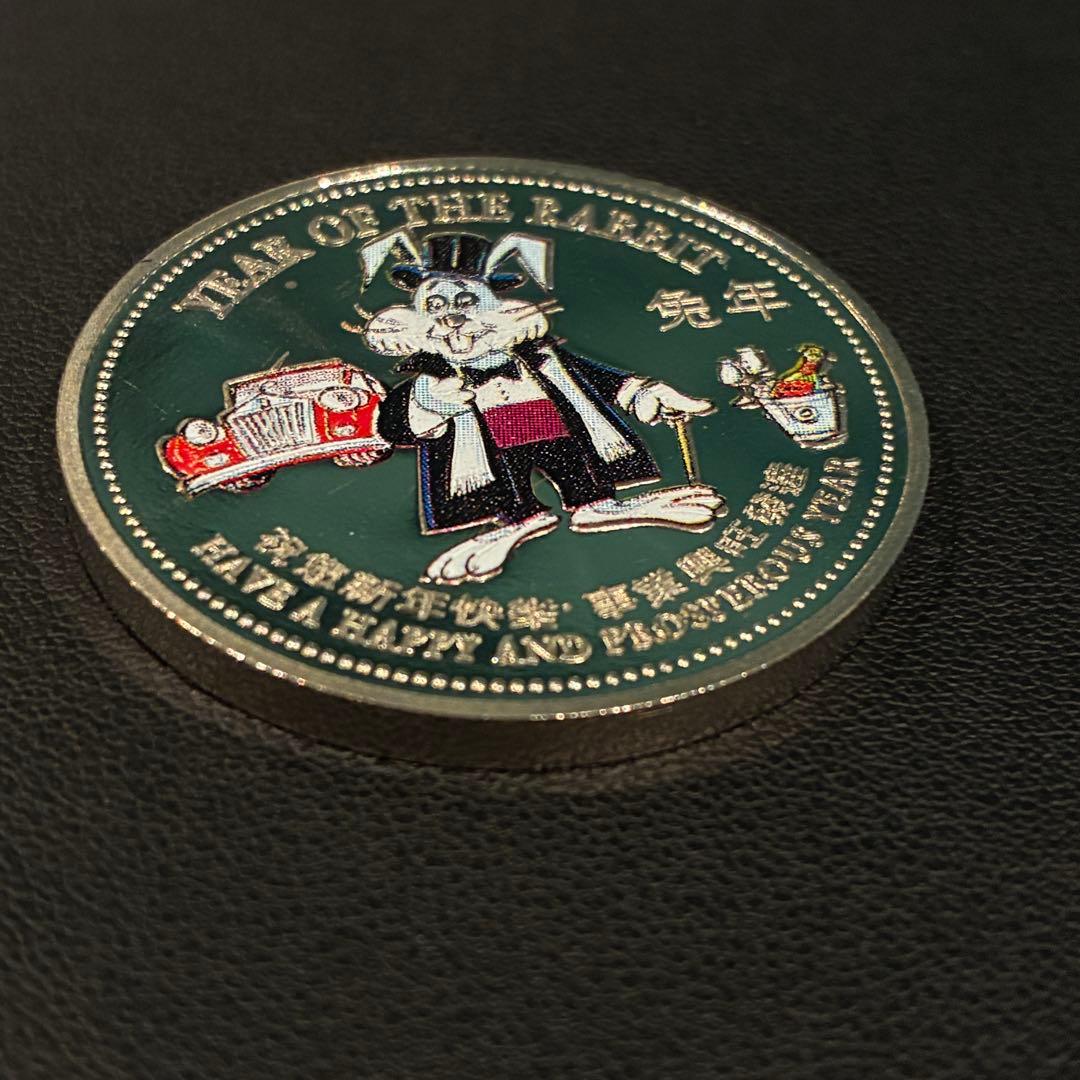 YEAR OF THE RABBIT
兔年
祝您新年快樂·事業興旺發達
HAVE A HAPPY AND PROSPEROUS YEAR